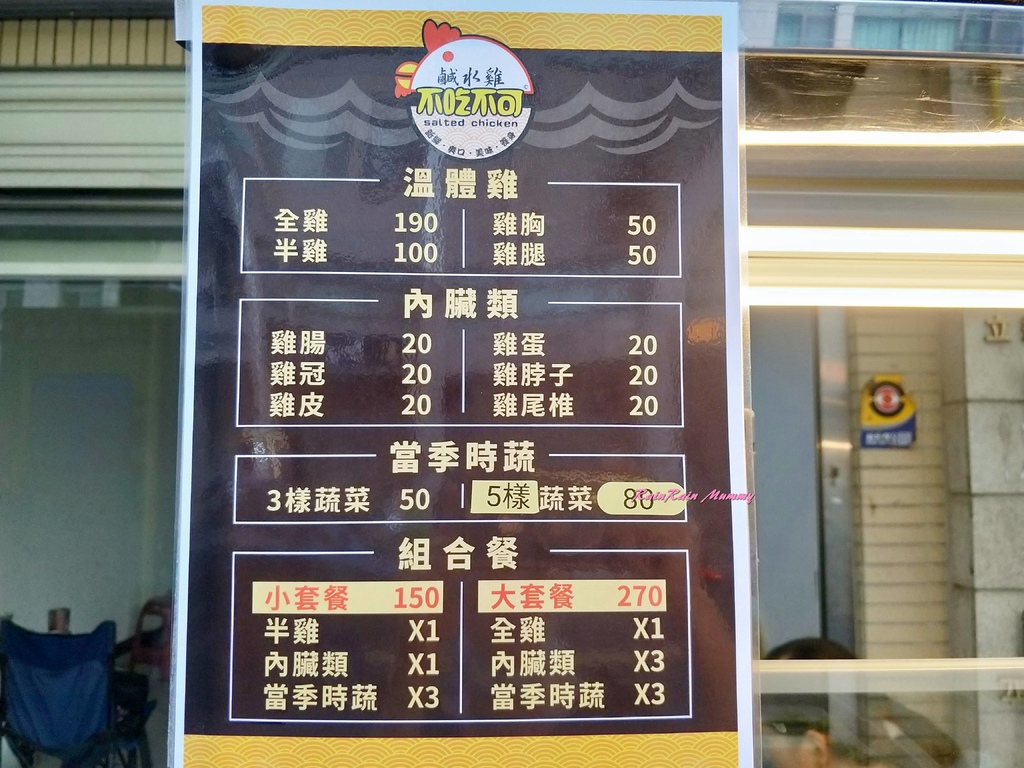 鹹水雞
不吃不可
salted chicken
溫體雞
全雞 190 雞胸 50
半雞 100 雞腿 50
內臟類
雞腸 20 雞蛋 20
雞冠 20 雞脖子 20
雞皮 20 雞尾椎 20
當季時蔬
3樣蔬菜 50 5樣蔬菜 80
RainRain Mummy
組合餐
小套餐 150 大套餐 270
半雞 X1 全雞 X1
內臟類 X1 內臟類 X3
當季時蔬 X3 當季時蔬 X3